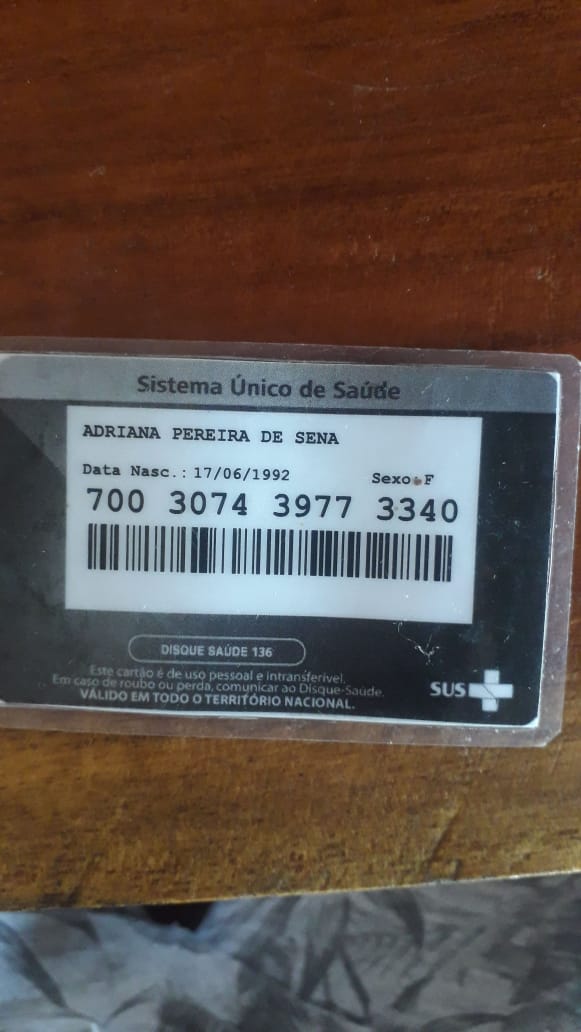 Sistema Único de Saúde
ADRIANA PEREIRA DE SENA
Data Nasc.: 17/06/1992 Sexo: F
700 3074 3977 3340
DISQUE SAÚDE 136
Este cartão é de uso pessoal e intransferível.
Em caso de roubo ou perda, comunicar ao Disque-Saúde.
VÁLIDO EM TODO O TERRITÓRIO NACIONAL.
SUS